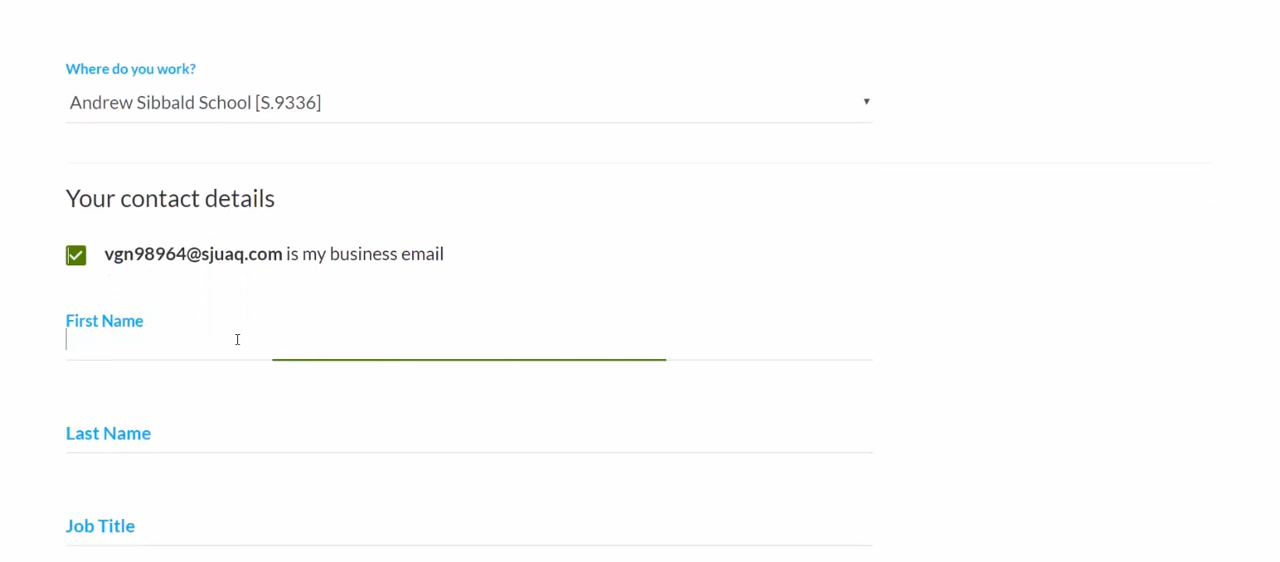 Where do you work?
Andrew Sibbald School [S.9336]
Your contact details
vgn98964@sjuaq.com is my business email
First Name
Last Name
Job Title